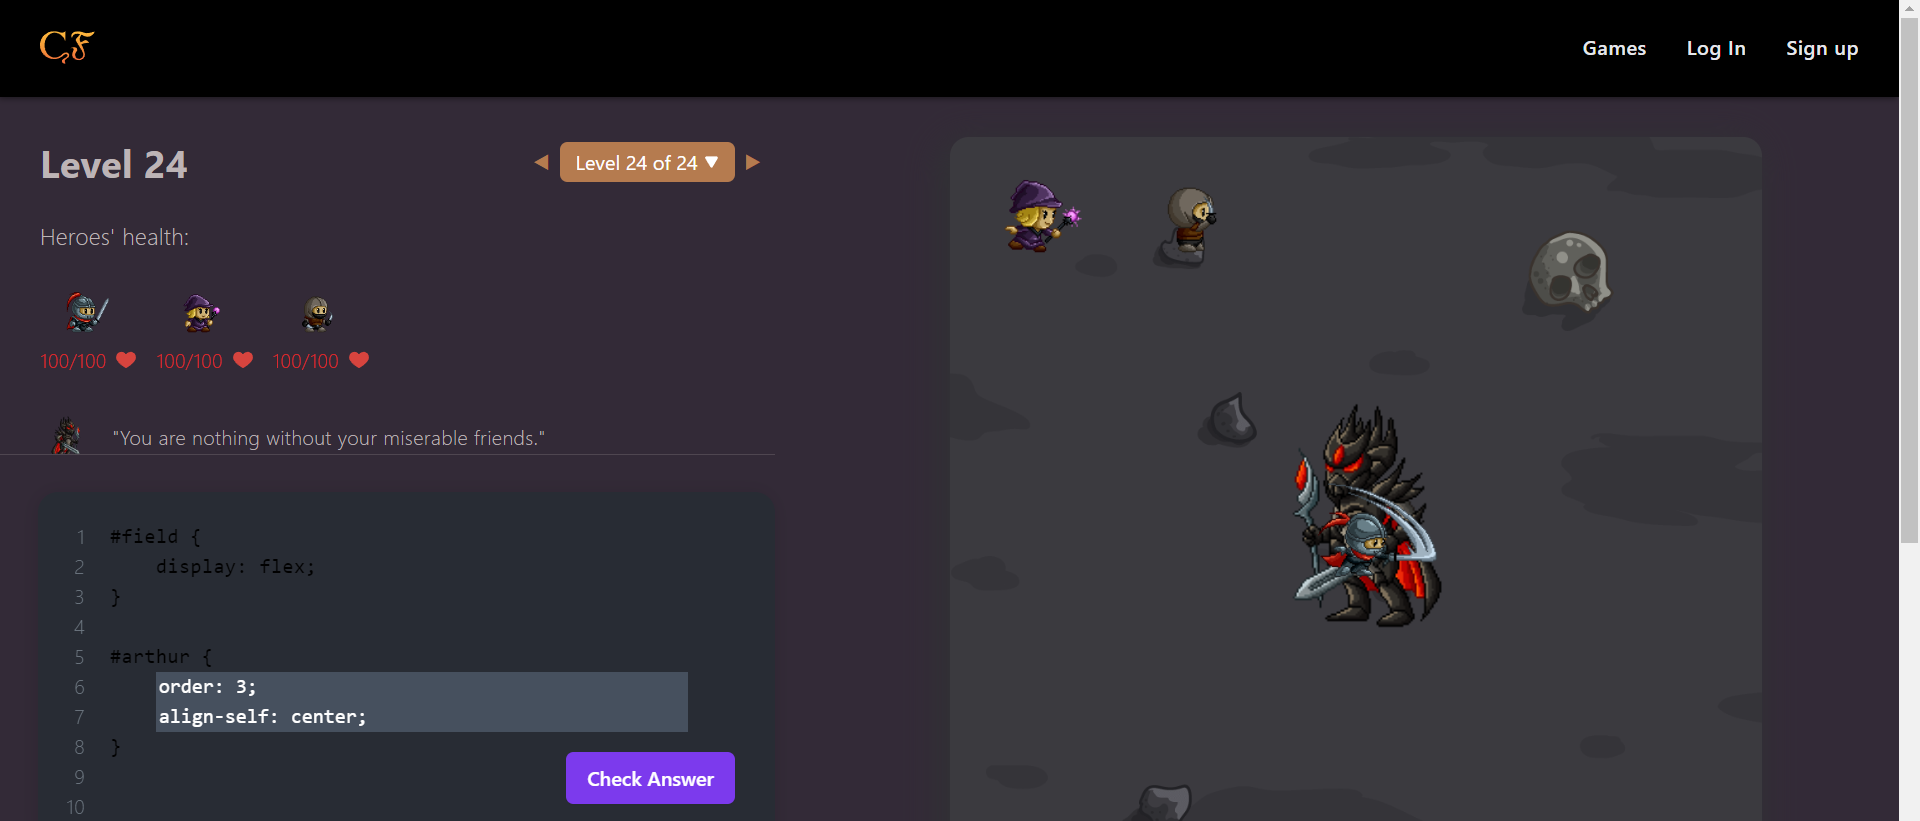 CF
Games
Log In
Sign up
Level 24
Level 24 of 24
Heroes' health:
100/100
100/100
100/100
"You are nothing without your miserable friends."
1 #field {
2 display: flex;
3 }
4
5 #arthur {
6 order: 3;
7 align-self: center;
8 }
9
10
Check Answer